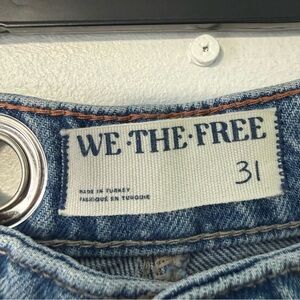 WE·THE·FREE
31
MADE IN TURKEY
FABRIQUÉ EN TURQUIE